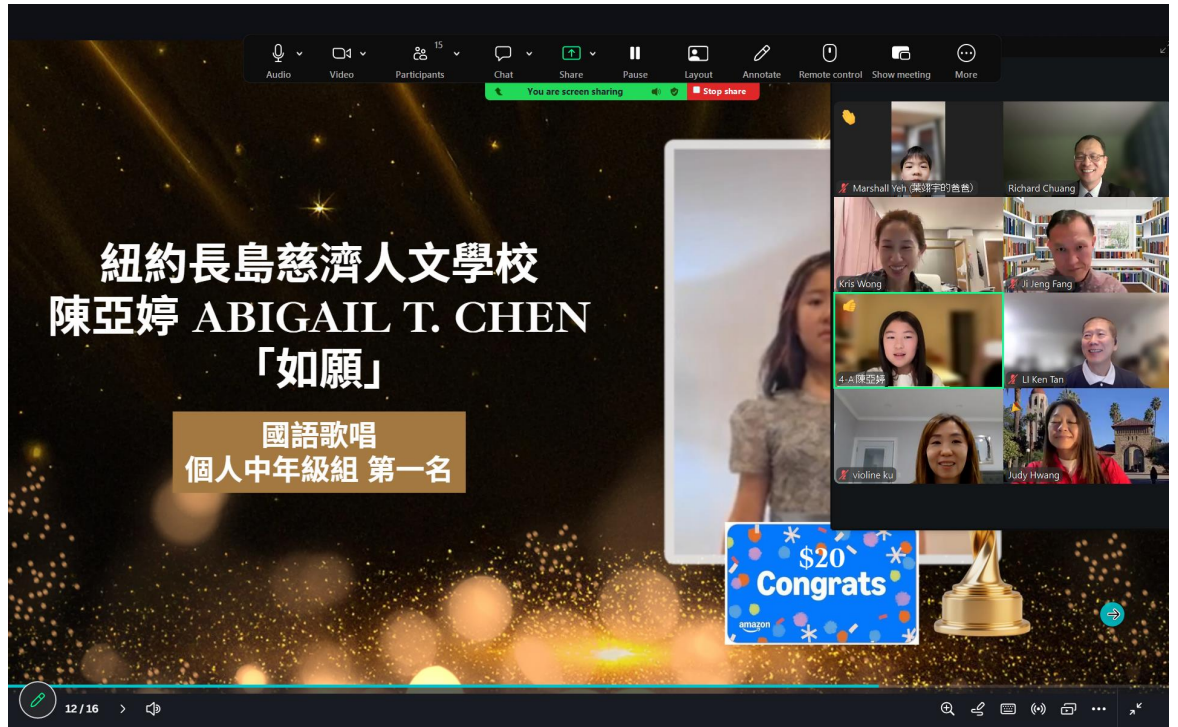 15
Audio
Video
Participants
Chat
Share
Pause
Layout
Annotate
Remote control
Show meeting
More
You are screen sharing
Stop share
紐約長島慈濟人文學校
陳亞婷 ABIGAIL T. CHEN
「如願」
國語歌唱
個人中年級組 第一名
Marshall Yeh (葉翊宇的爸爸)
Richard Chuang
Kris Wong
Ji Jeng Fang
4-A 陳亞婷
LI Ken Tan
violine ku
Judy Hwang
$20
Congrats
amazon
12/16